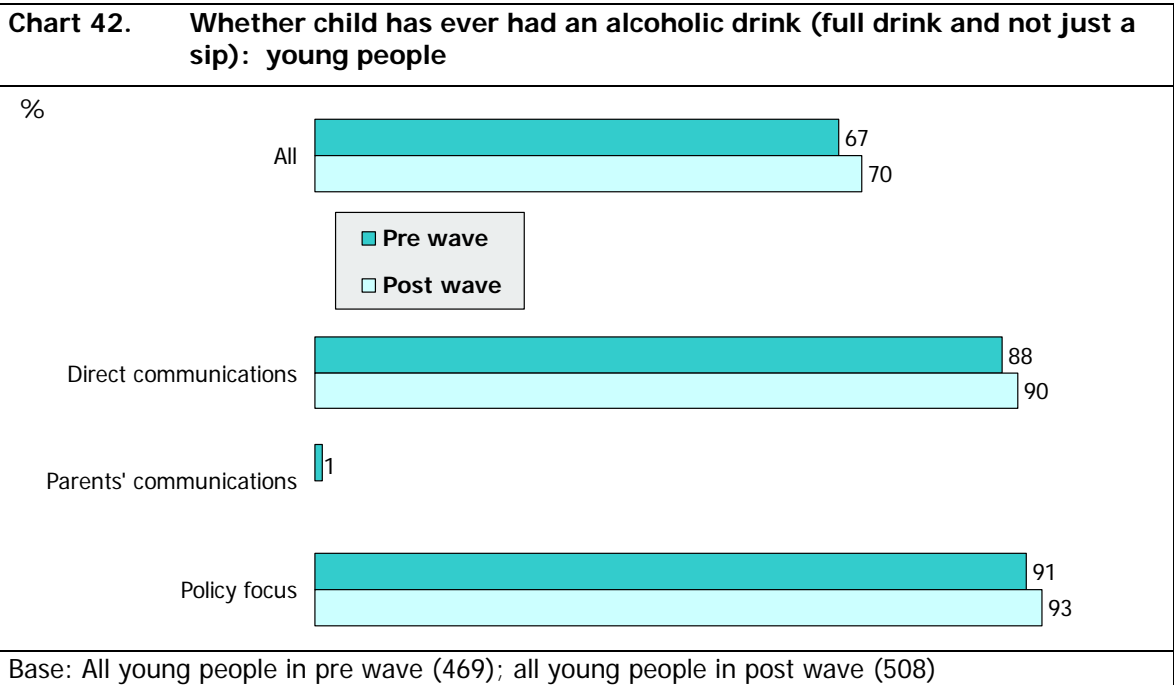 Chart 42. Whether child has ever had an alcoholic drink (full drink and not just a
sip): young people
%
All
67
70
Pre wave
Post wave
Direct communications
88
90
Parents' communications
1
Policy focus
91
93
Base: All young people in pre wave (469); all young people in post wave (508)